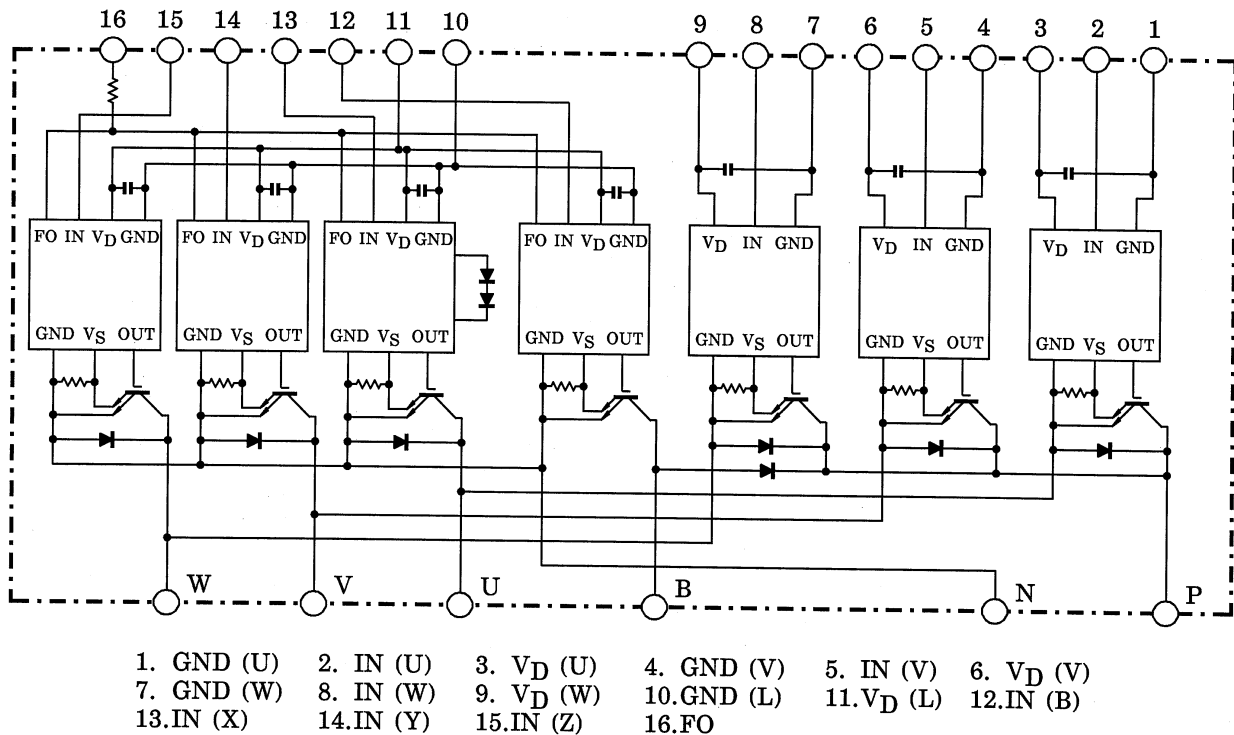 16 15 14 13 12 11 10 9 8 7 6 5 4 3 2 1
FO IN VD GND FO IN VD GND FO IN VD GND FO IN VD GND VD IN GND VD IN GND VD IN GND
GND VS OUT GND VS OUT GND VS OUT GND VS OUT GND VS OUT GND VS OUT GND VS OUT
W V U B N P
1. GND (U) 2. IN (U) 3. VD (U) 4. GND (V) 5. IN (V) 6. VD (V)
7. GND (W) 8. IN (W) 9. VD (W) 10.GND (L) 11.VD (L) 12.IN (B)
13.IN (X) 14.IN (Y) 15.IN (Z) 16.FO